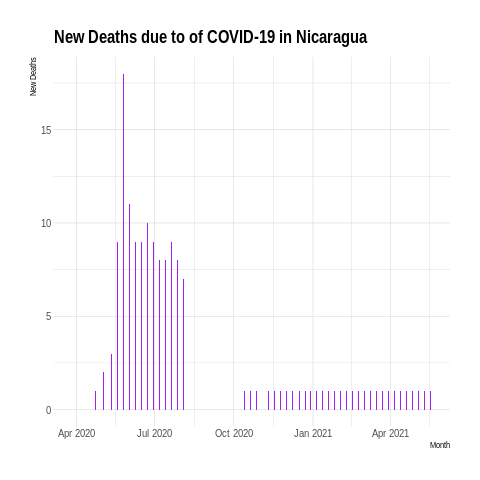 New Deaths due to of COVID-19 in Nicaragua
New Deaths
15
10
5
0
Apr 2020 Jul 2020 Oct 2020 Jan 2021 Apr 2021
Month